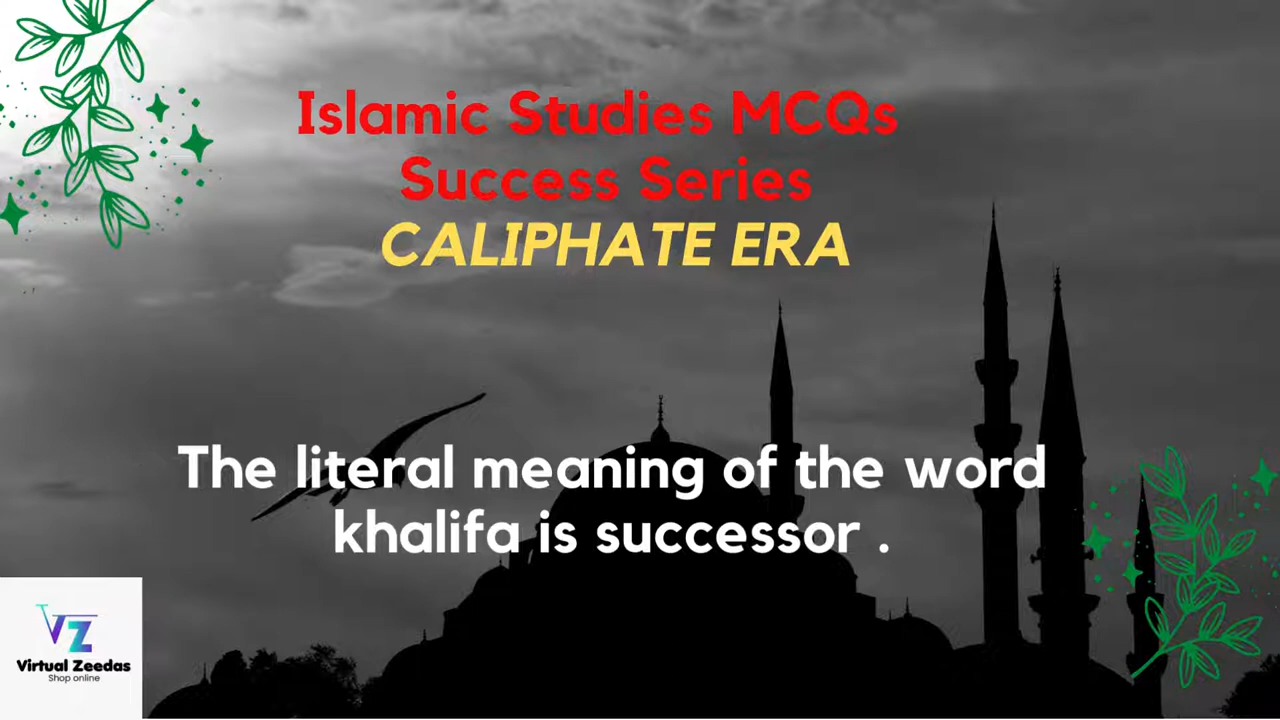 Islamic Studies MCQs
Success Series
CALIPHATE ERA
The literal meaning of the word
khalifa is successor .
VZ
Virtual Zeedas
Shop online